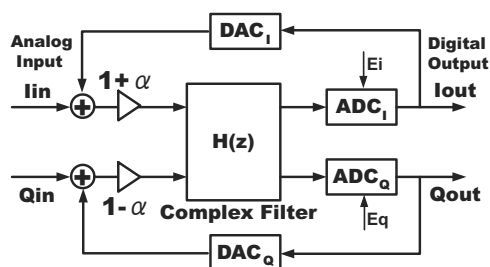 Analog
Input
DAC_I
Digital
Output
Iin
1+α
Ei
Iout
ADC_I
H(z)
Qin
1-α
Complex Filter
ADC_Q
Qout
Eq
DAC_Q